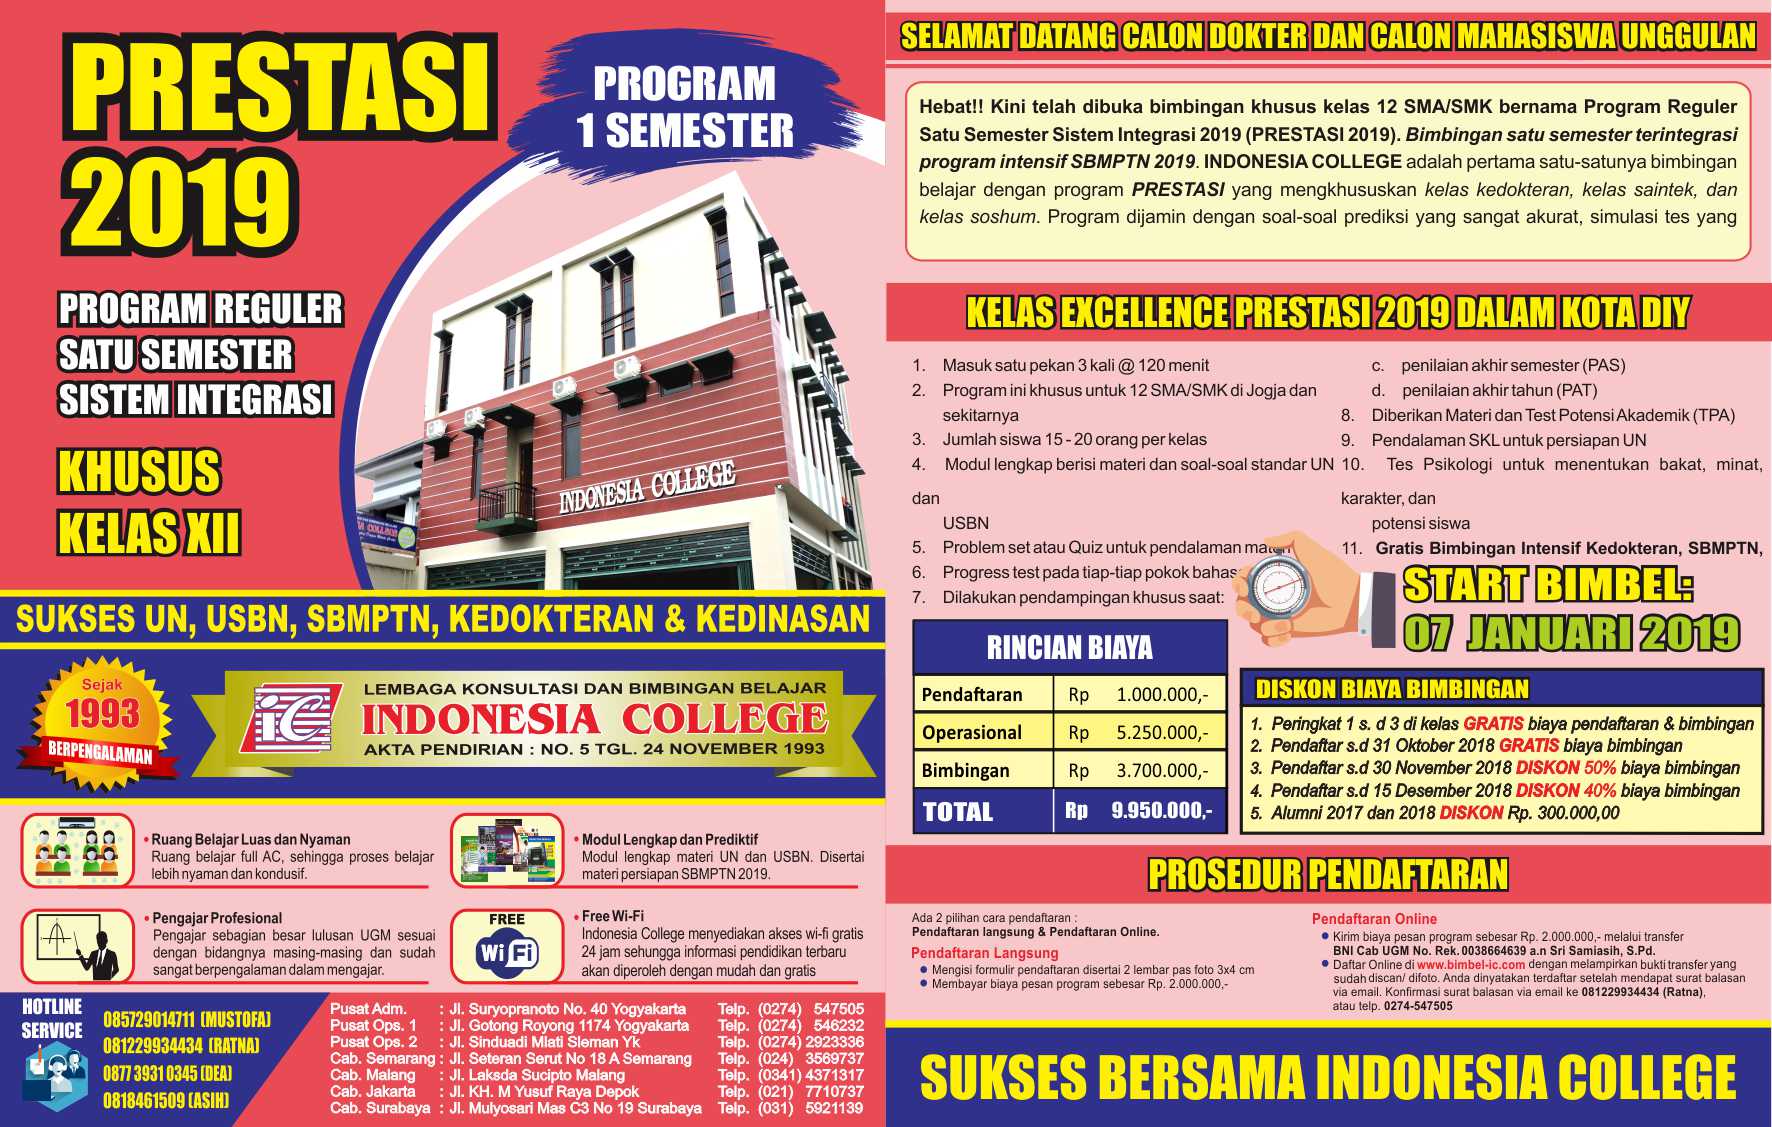 PRESTASI
2019
PROGRAM
1 SEMESTER
PROGRAM REGULER
SATU SEMESTER
SISTEM INTEGRASI
KHUSUS
KELAS XII
INDONESIA COLLEGE
SUKSES UN, USBN, SBMPTN, KEDOKTERAN & KEDINASAN
Sejak
1993
BERPENGALAMAN
iC
LEMBAGA KONSULTASI DAN BIMBINGAN BELAJAR
INDONESIA COLLEGE
AKTA PENDIRIAN : NO. 5 TGL. 24 NOVEMBER 1993
• Ruang Belajar Luas dan Nyaman
Ruang belajar full AC, sehingga proses belajar
lebih nyaman dan kondusif.
• Modul Lengkap dan Prediktif
Modul lengkap materi UN dan USBN. Disertai
materi persiapan SBMPTN 2019.
• Pengajar Profesional
Pengajar sebagian besar lulusan UGM sesuai
dengan bidangnya masing-masing dan sudah
sangat berpengalaman dalam mengajar.
FREE
Wi Fi
• Free Wi-Fi
Indonesia College menyediakan akses wi-fi gratis
24 jam sehungga informasi pendidikan terbaru
akan diperoleh dengan mudah dan gratis
HOTLINE
SERVICE
085729014711 (MUSTOFA)
081229934434 (RATNA)
0877 3931 0345 (DEA)
0818461509 (ASIH)
Pusat Adm. : Jl. Suryopranoto No. 40 Yogyakarta Telp. (0274) 547505
Pusat Ops. 1 : Jl. Gotong Royong 1174 Yogyakarta Telp. (0274) 546232
Pusat Ops. 2 : Jl. Sinduadi Mlati Sleman Yk Telp. (0274) 2923336
Cab. Semarang : Jl. Seteran Serut No 18 A Semarang Telp. (024) 3569737
Cab. Malang : Jl. Laksda Sucipto Malang Telp. (0341) 4371317
Cab. Jakarta : Jl. KH. M Yusuf Raya Depok Telp. (021) 7710737
Cab. Surabaya : Jl. Mulyosari Mas C3 No 19 Surabaya Telp. (031) 5921139
SELAMAT DATANG CALON DOKTER DAN CALON MAHASISWA UNGGULAN
Hebat!! Kini telah dibuka bimbingan khusus kelas 12 SMA/SMK bernama Program Reguler
Satu Semester Sistem Integrasi 2019 (PRESTASI 2019). Bimbingan satu semester terintegrasi
program intensif SBMPTN 2019. INDONESIA COLLEGE adalah pertama satu-satunya bimbingan
belajar dengan program PRESTASI yang mengkhususkan kelas kedokteran, kelas saintek, dan
kelas soshum. Program dijamin dengan soal-soal prediksi yang sangat akurat, simulasi tes yang
KELAS EXCELLENCE PRESTASI 2019 DALAM KOTA DIY
1. Masuk satu pekan 3 kali @ 120 menit
2. Program ini khusus untuk 12 SMA/SMK di Jogja dan
sekitarnya
3. Jumlah siswa 15 - 20 orang per kelas
4. Modul lengkap berisi materi dan soal-soal standar UN
dan
USBN
5. Problem set atau Quiz untuk pendalaman materi
6. Progress test pada tiap-tiap pokok bahas
7. Dilakukan pendampingan khusus saat:
c. penilaian akhir semester (PAS)
d. penilaian akhir tahun (PAT)
8. Diberikan Materi dan Test Potensi Akademik (TPA)
9. Pendalaman SKL untuk persiapan UN
10. Tes Psikologi untuk menentukan bakat, minat,
karakter, dan
potensi siswa
11. Gratis Bimbingan Intensif Kedokteran, SBMPTN,
START BIMBEL:
07 JANUARI 2019
RINCIAN BIAYA
Pendaftaran Rp 1.000.000,-
Operasional Rp 5.250.000,-
Bimbingan Rp 3.700.000,-
TOTAL Rp 9.950.000,-
DISKON BIAYA BIMBINGAN
1. Peringkat 1 s. d 3 di kelas GRATIS biaya pendaftaran & bimbingan
2. Pendaftar s.d 31 Oktober 2018 GRATIS biaya bimbingan
3. Pendaftar s.d 30 November 2018 DISKON 50% biaya bimbingan
4. Pendaftar s.d 15 Desember 2018 DISKON 40% biaya bimbingan
5. Alumni 2017 dan 2018 DISKON Rp. 300.000,00
PROSEDUR PENDAFTARAN
Ada 2 pilihan cara pendaftaran :
Pendaftaran langsung & Pendaftaran Online.
Pendaftaran Langsung
● Mengisi formulir pendaftaran disertai 2 lembar pas foto 3x4 cm
● Membayar biaya pesan program sebesar Rp. 2.000.000,-
Pendaftaran Online
● Kirim biaya pesan program sebesar Rp. 2.000.000,- melalui transfer
BNI Cab UGM No. Rek. 0038664639 a.n Sri Samiasih, S.Pd.
● Daftar Online di www.bimbel-ic.com dengan melampirkan bukti transfer yang
sudah discan/ difoto. Anda dinyatakan terdaftar setelah mendapat surat balasan
via email. Konfirmasi surat balasan via email ke 081229934434 (Ratna),
atau telp. 0274-547505
SUKSES BERSAMA INDONESIA COLLEGE